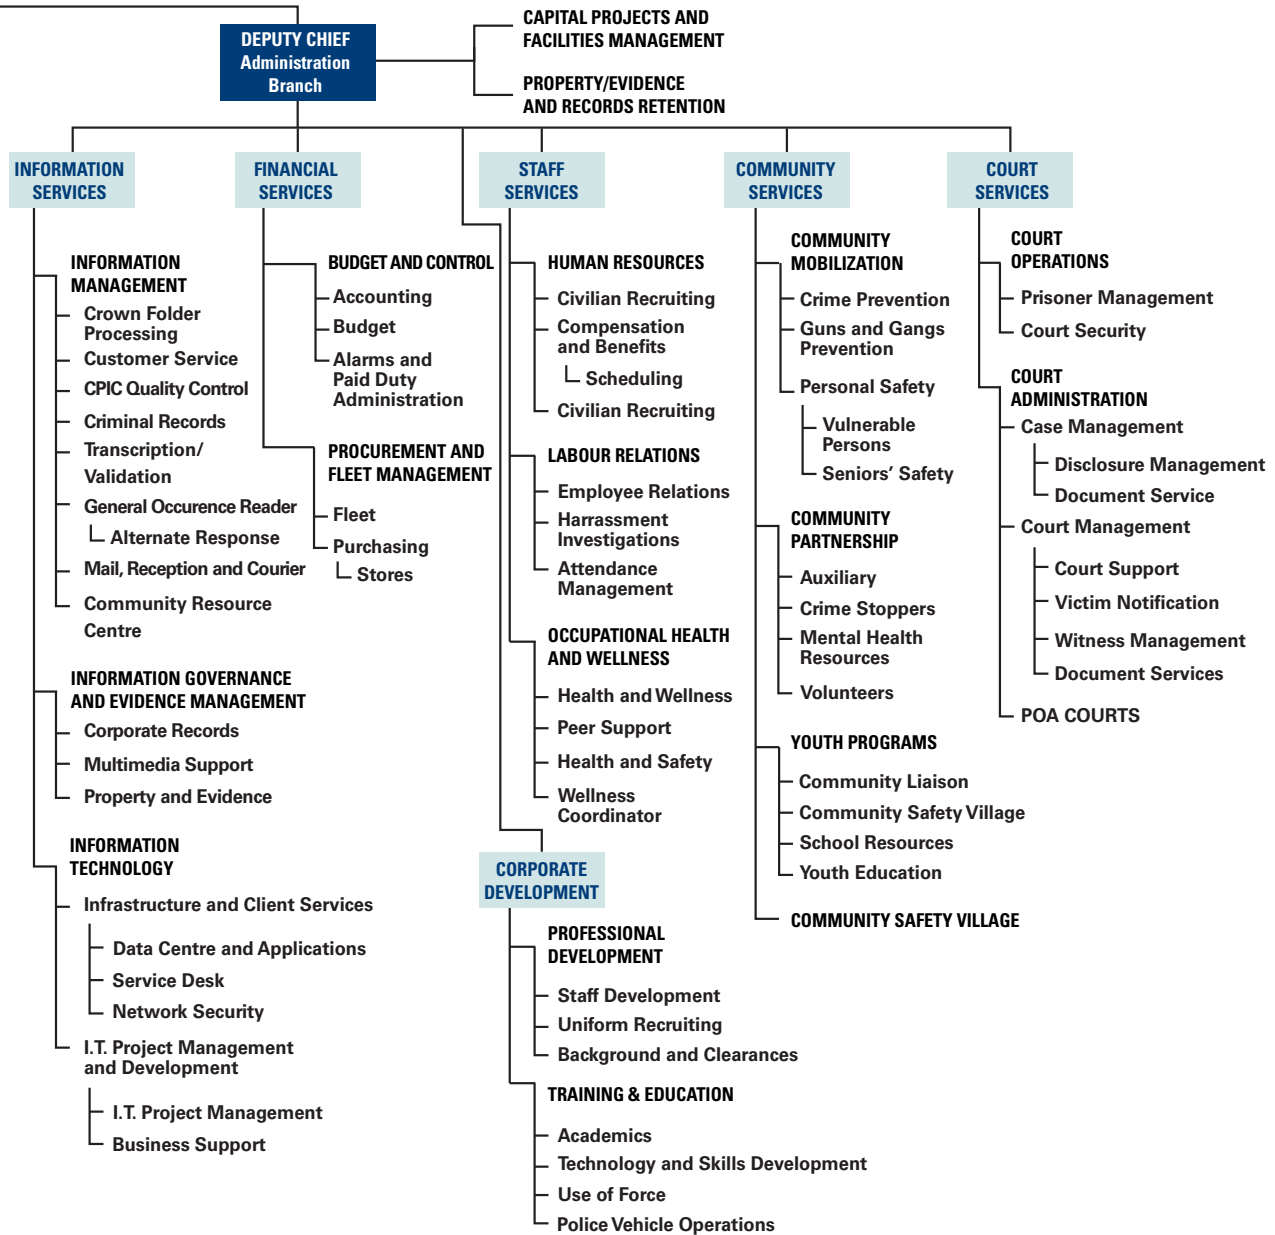 CAPITAL PROJECTS AND
FACILITIES MANAGEMENT
DEPUTY CHIEF
Administration
Branch
PROPERTY/EVIDENCE
AND RECORDS RETENTION
INFORMATION
SERVICES
INFORMATION
MANAGEMENT
Crown Folder
Processing
Customer Service
CPIC Quality Control
Criminal Records
Transcription/
Validation
General Occurence Reader
Alternate Response
Mail, Reception and Courier
Community Resource
Centre
INFORMATION GOVERNANCE
AND EVIDENCE MANAGEMENT
Corporate Records
Multimedia Support
Property and Evidence
INFORMATION
TECHNOLOGY
Infrastructure and Client Services
Data Centre and Applications
Service Desk
Network Security
I.T. Project Management
and Development
I.T. Project Management
Business Support
FINANCIAL
SERVICES
BUDGET AND CONTROL
Accounting
Budget
Alarms and
Paid Duty
Administration
PROCUREMENT AND
FLEET MANAGEMENT
Fleet
Purchasing
Stores
STAFF
SERVICES
HUMAN RESOURCES
Civilian Recruiting
Compensation
and Benefits
Scheduling
Civilian Recruiting
LABOUR RELATIONS
Employee Relations
Harrassment
Investigations
Attendance
Management
OCCUPATIONAL HEALTH
AND WELLNESS
Health and Wellness
Peer Support
Health and Safety
Wellness
Coordinator
CORPORATE
DEVELOPMENT
PROFESSIONAL
DEVELOPMENT
Staff Development
Uniform Recruiting
Background and Clearances
TRAINING & EDUCATION
Academics
Technology and Skills Development
Use of Force
Police Vehicle Operations
COMMUNITY
SERVICES
COMMUNITY
MOBILIZATION
Crime Prevention
Guns and Gangs
Prevention
Personal Safety
Vulnerable
Persons
Seniors' Safety
COMMUNITY
PARTNERSHIP
Auxiliary
Crime Stoppers
Mental Health
Resources
Volunteers
YOUTH PROGRAMS
Community Liaison
Community Safety Village
School Resources
Youth Education
COMMUNITY SAFETY VILLAGE
COURT
SERVICES
COURT
OPERATIONS
Prisoner Management
Court Security
COURT
ADMINISTRATION
Case Management
Disclosure Management
Document Service
Court Management
Court Support
Victim Notification
Witness Management
Document Services
POA COURTS